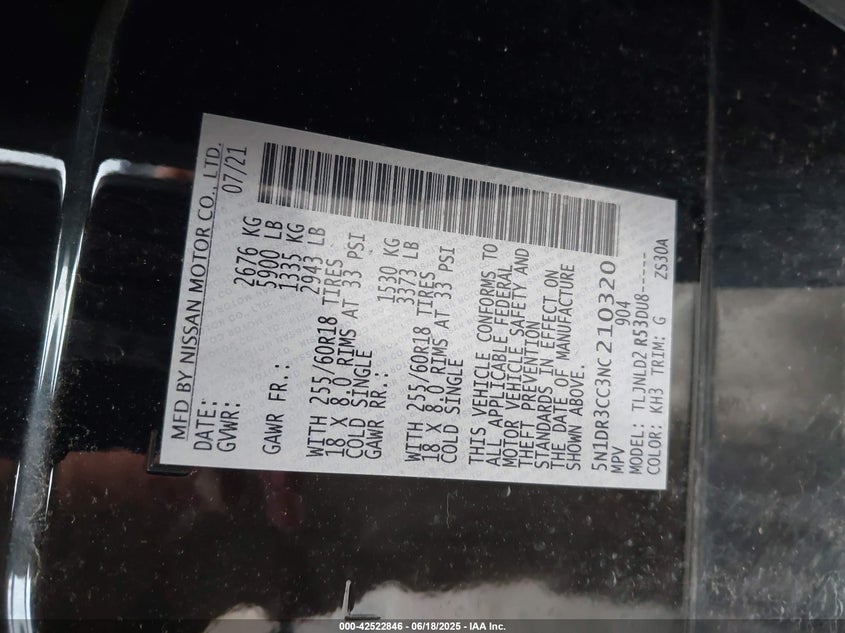 MFD BY NISSAN MOTOR CO., LTD.
DATE: 07/21
GVWR: 2676 KG
5900 LB
GAWR FR.: 1335 KG
2943 LB
WITH 255/60R18 TIRES
18 X 8.0 RIMS AT 33 PSI
COLD SINGLE
GAWR RR.: 1530 KG
3373 LB
WITH 255/60R18 TIRES
18 X 8.0 RIMS AT 33 PSI
COLD SINGLE
THIS VEHICLE CONFORMS TO
ALL APPLICABLE FEDERAL
MOTOR VEHICLE SAFETY AND
THEFT PREVENTION
STANDARDS IN EFFECT ON
THE DATE OF MANUFACTURE
SHOWN ABOVE.
5N1DR3CC3NC210320
MPV 904
MODEL: TLJNLD2 R53DU8-----
COLOR: KH3 TRIM: G ZS30A
000-42522846 - 06/18/2025 - IAA Inc.